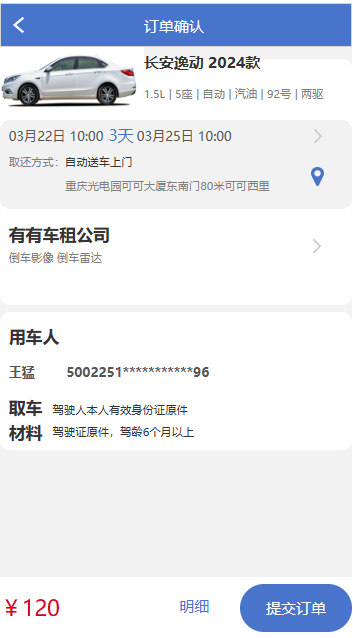 订单确认
长安逸动 2024款
1.5L | 5座 | 自动 | 汽油 | 92号 | 两驱
03月22日 10:00 3天 03月25日 10:00
取还方式： 自动送车上门
重庆光电园可可大厦东南门80米可可西里
有有车租公司
倒车影像 倒车雷达
用车人
王猛 5002251***********96
取车 驾驶人本人有效身份证原件
材料 驾驶证原件，驾龄6个月以上
￥120 明细 提交订单